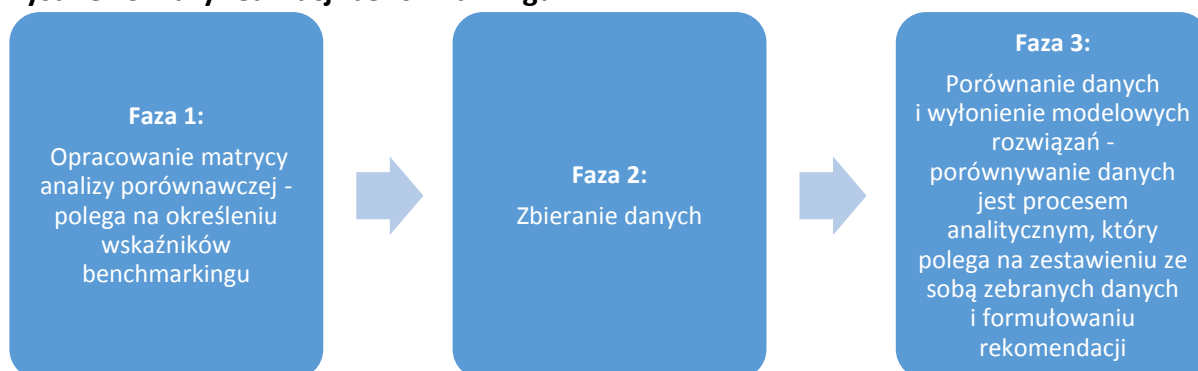 Faza 1:
Opracowanie matrycy
analizy porównawczej -
polega na określeniu
wskaźników
benchmarkingu
Faza 2:
Zbieranie danych
Faza 3:
Porównanie danych
i wyłonienie modelowych
rozwiązań -
porównywanie danych
jest procesem
analitycznym, który
polega na zestawieniu ze
sobą zebranych danych
i formułowaniu
rekomendacji